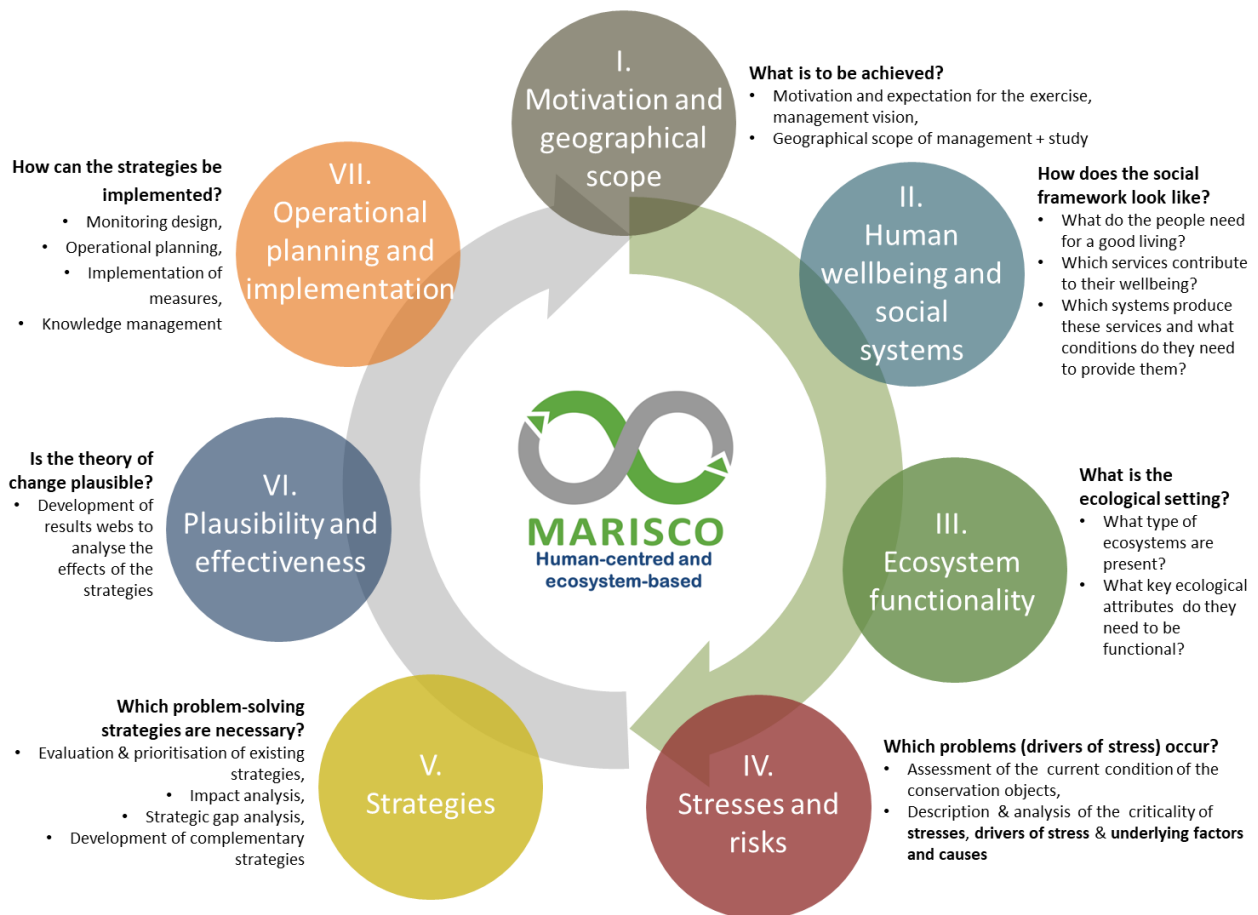 I.
Motivation and
geographical
scope
What is to be achieved?
• Motivation and expectation for the exercise,
management vision,
• Geographical scope of management + study
II.
Human
wellbeing and
social
systems
How does the social
framework look like?
• What do the people need
for a good living?
• Which services contribute
to their wellbeing?
• Which systems produce
these services and what
conditions do they need
to provide them?
III.
Ecosystem
functionality
What is the
ecological setting?
• What type of
ecosystems are
present?
• What key ecological
attributes do they
need to be
functional?
IV.
Stresses and
risks
Which problems (drivers of stress) occur?
• Assessment of the current condition of the
conservation objects,
• Description & analysis of the criticality of
stresses, drivers of stress & underlying factors
and causes
V.
Strategies
Which problem-solving
strategies are necessary?
• Evaluation & prioritisation of existing
strategies,
• Impact analysis,
• Strategic gap analysis,
• Development of complementary
strategies
VI.
Plausibility and
effectiveness
Is the theory of
change plausible?
• Development of
results webs to
analyse the
effects of the
strategies
VII.
Operational
planning and
implementation
How can the strategies be
implemented?
• Monitoring design,
• Operational planning,
• Implementation of
measures,
• Knowledge management
MARISCO
Human-centred and
ecosystem-based